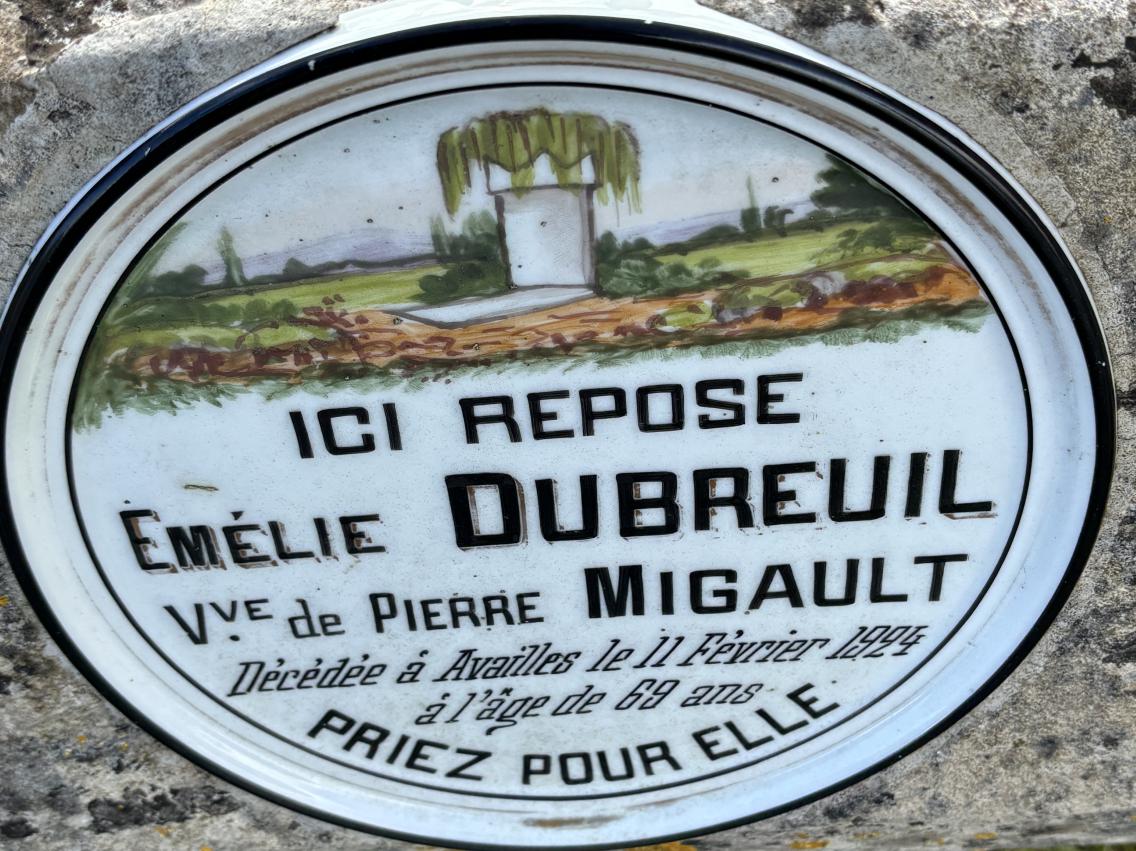 ICI REPOSE
EMÉLIE DUBREUIL
VVE de PIERRE MIGAULT
Décédée à Availles le 11 Février 1924
à l'âge de 69 ans
PRIEZ POUR ELLE